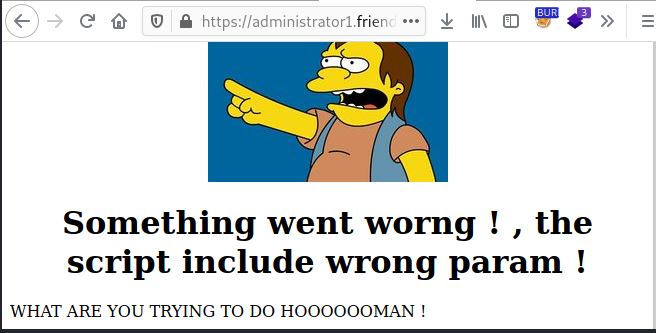 https://administrator1.friend
BUR
3
Something went worng ! , the
script include wrong param !
WHAT ARE YOU TRYING TO DO HOOOOOOMAN !